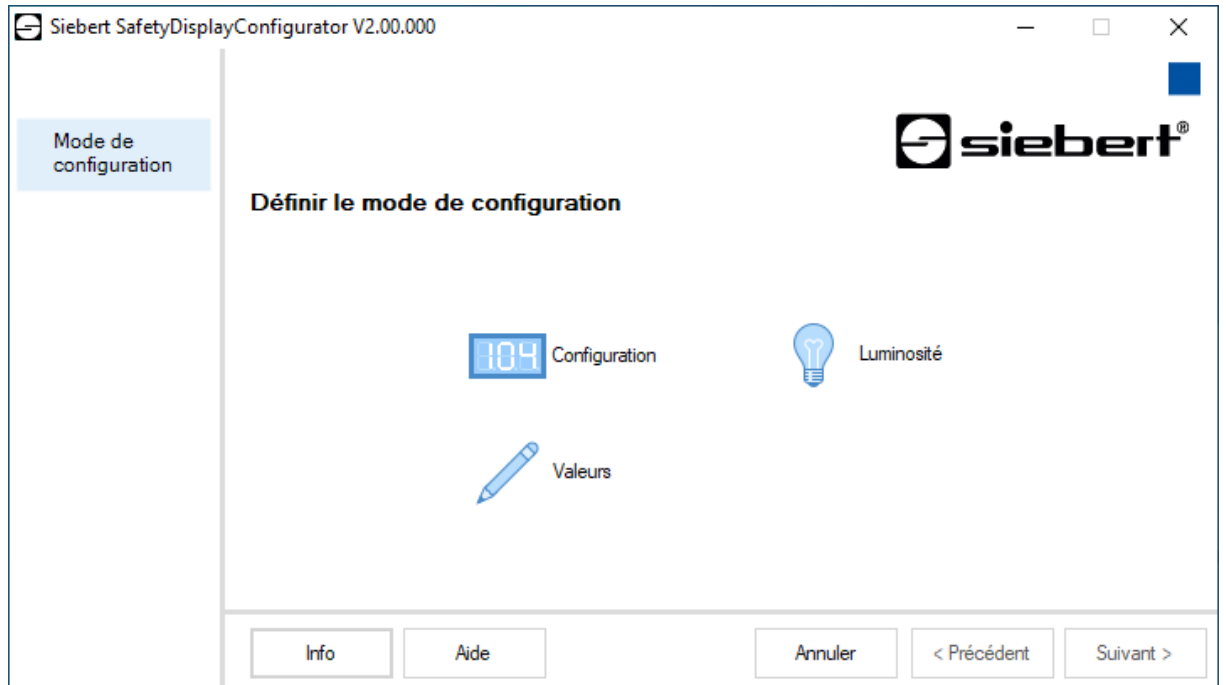 Siebert SafetyDisplayConfigurator V2.00.000
Mode de
configuration
siebert®
Définir le mode de configuration
104 Configuration
Luminosité
Valeurs
Info
Aide
Annuler
< Précédent
Suivant >